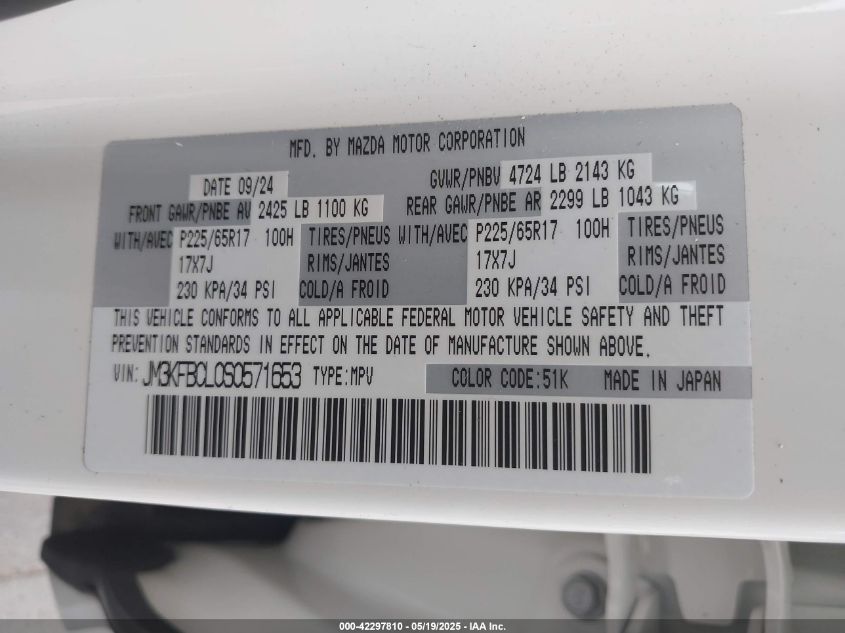 MFD. BY MAZDA MOTOR CORPORATION
DATE 09/24 GVWR/PNBV 4724 LB 2143 KG
FRONT GAWR/PNBE AV 2425 LB 1100 KG REAR GAWR/PNBE AR 2299 LB 1043 KG
WITH/AVEC P225/65R17 100H TIRES/PNEUS WITH/AVEC P225/65R17 100H TIRES/PNEUS
17X7J RIMS/JANTES 17X7J RIMS/JANTES
230 KPA/34 PSI COLD/A FROID 230 KPA/34 PSI COLD/A FROID
THIS VEHICLE CONFORMS TO ALL APPLICABLE FEDERAL MOTOR VEHICLE SAFETY AND THEFT
PREVENTION STANDARDS IN EFFECT ON THE DATE OF MANUFACTURE SHOWN ABOVE.
VIN: JM3KFBCL0S0571653 TYPE:MPV COLOR CODE:51K MADE IN JAPAN
000-42297810 - 05/19/2025 - IAA Inc.